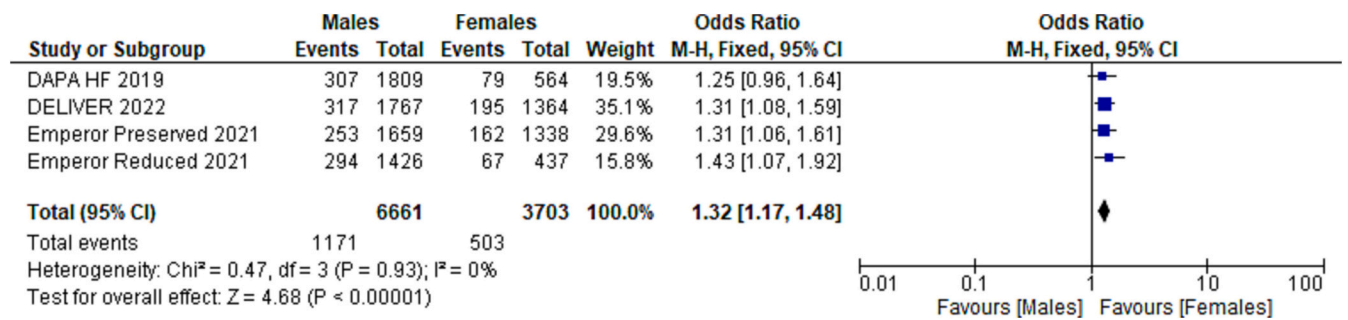 Males Females Odds Ratio Odds Ratio
Study or Subgroup Events Total Events Total Weight M-H, Fixed, 95% CI M-H, Fixed, 95% CI
DAPA HF 2019 307 1809 79 564 19.5% 1.25 [0.96, 1.64]
DELIVER 2022 317 1767 195 1364 35.1% 1.31 [1.08, 1.59]
Emperor Preserved 2021 253 1659 162 1338 29.6% 1.31 [1.06, 1.61]
Emperor Reduced 2021 294 1426 67 437 15.8% 1.43 [1.07, 1.92]
Total (95% CI) 6661 3703 100.0% 1.32 [1.17, 1.48]
Total events 1171 503
Heterogeneity: Chi² = 0.47, df = 3 (P = 0.93); I² = 0%
Test for overall effect: Z = 4.68 (P < 0.00001)
0.01 0.1 1 10 100
Favours [Males] Favours [Females]